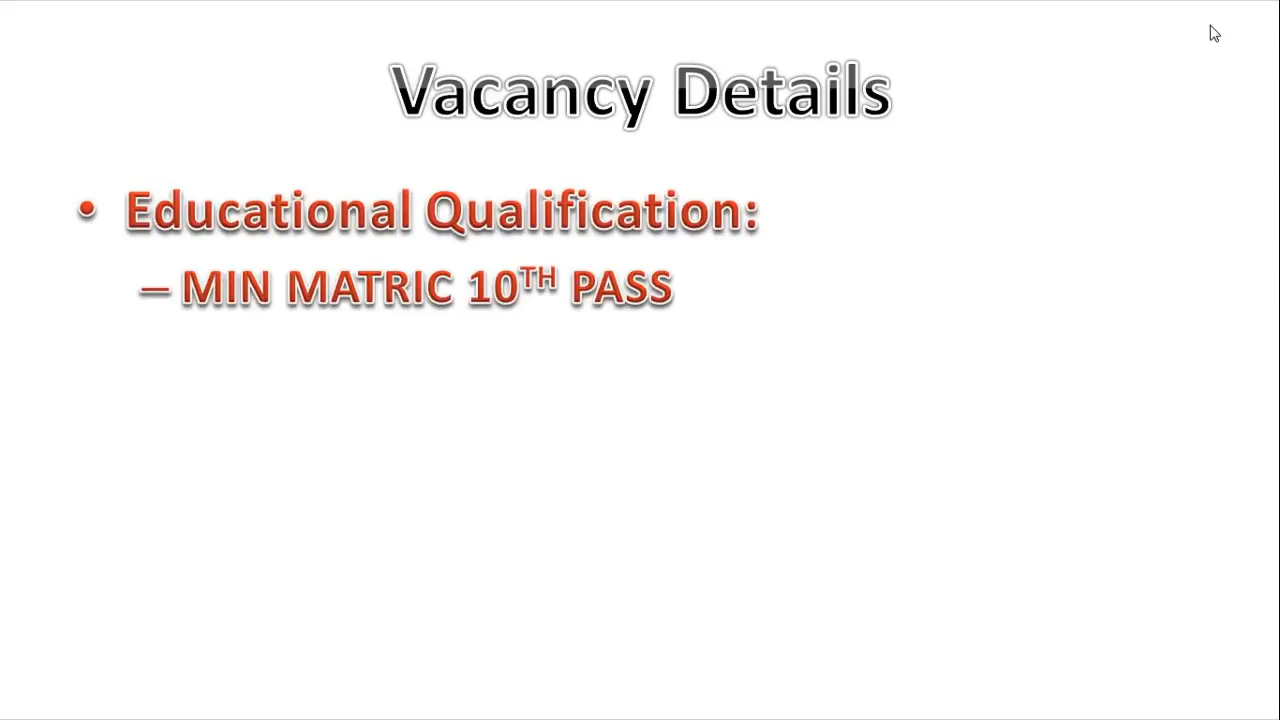 Vacancy Details
• Educational Qualification:
– MIN MATRIC 10TH PASS